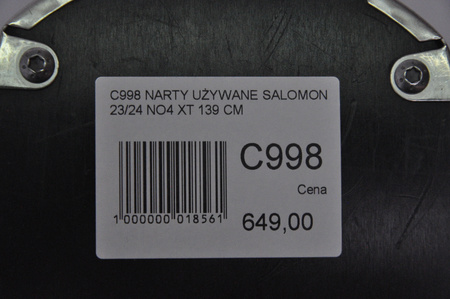 C998 NARTY UŻYWANE SALOMON
23/24 NO4 XT 139 CM
C998
Cena
1 000000 018561
649,00